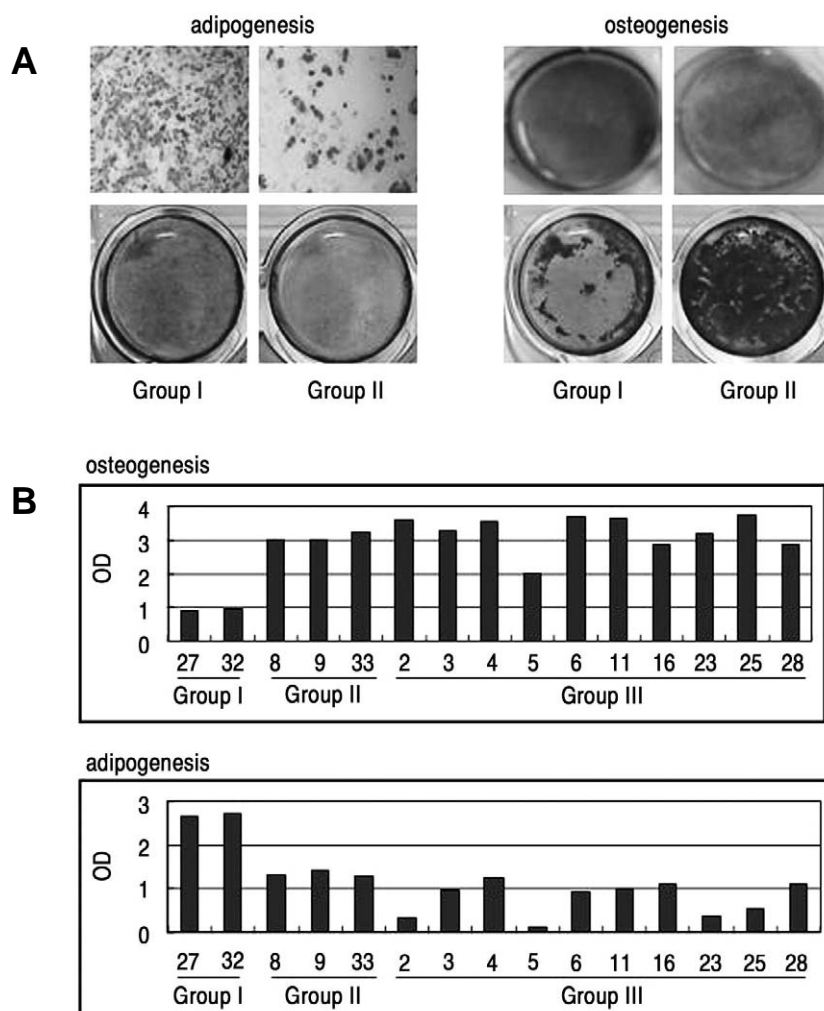 adipogenesis osteogenesis
A
Group I Group II Group I Group II
osteogenesis
B
4
3
OD
2
1
0
27 32 8 9 33 2 3 4 5 6 11 16 23 25 28
Group I Group II Group III
adipogenesis
3
2
OD
1
0
27 32 8 9 33 2 3 4 5 6 11 16 23 25 28
Group I Group II Group III